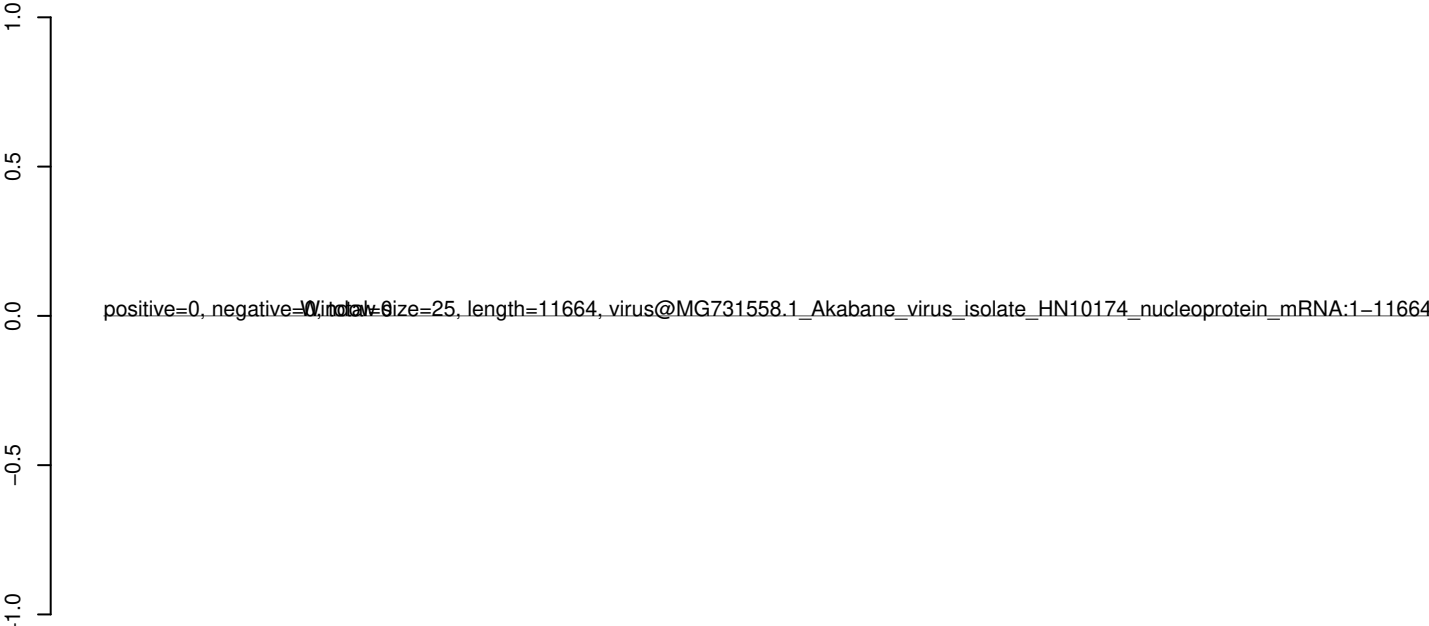 1.0
0.5
0.0
−0.5
-1.0
positive=0, negative=0, total=0
Window size=25, length=11664, virus@MG731558.1_Akabane_virus_isolate_HN10174_nucleoprotein_mRNA:1−11664